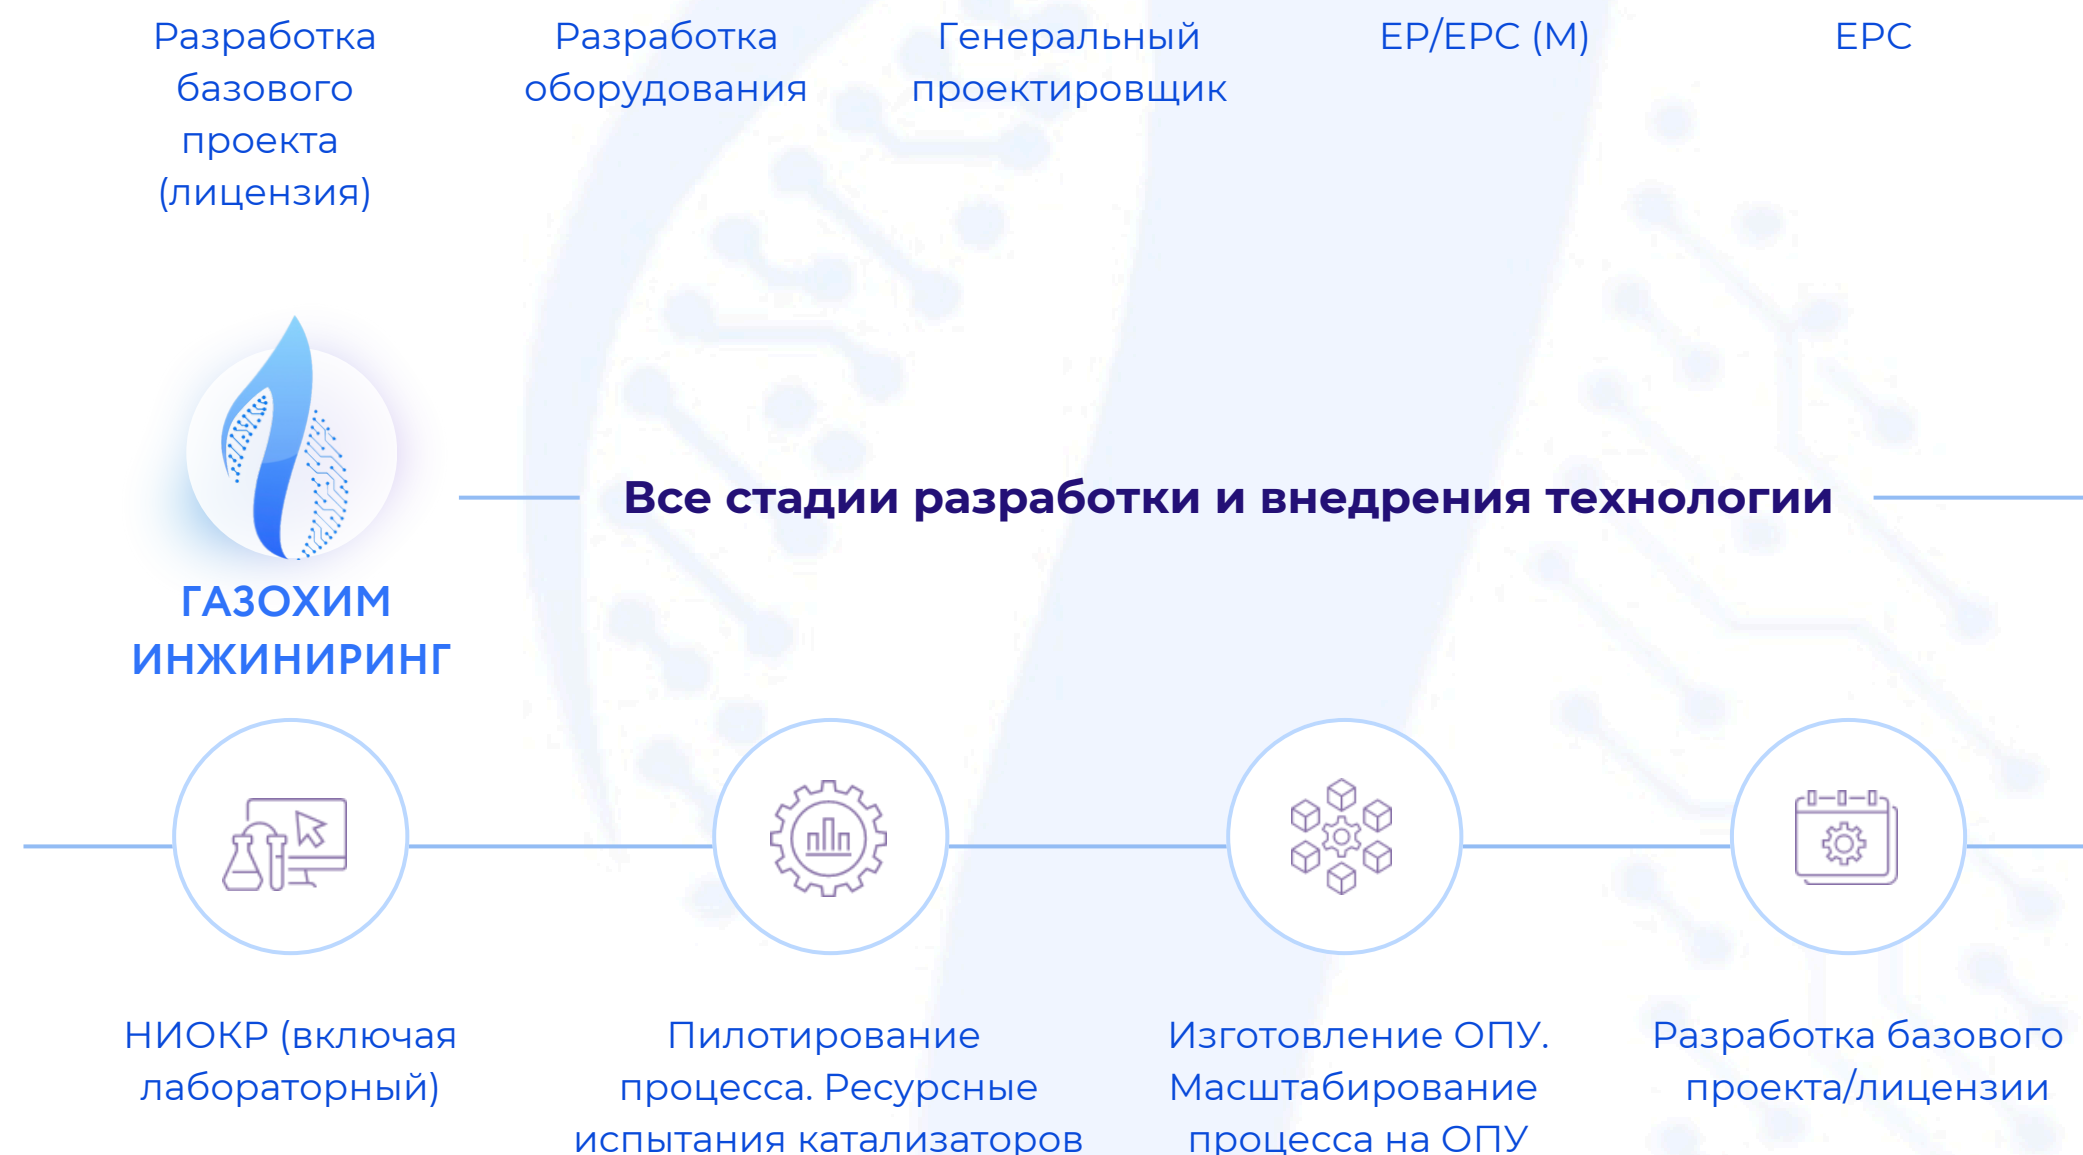 Разработка
базового
проекта
(лицензия)
Разработка
оборудования
Генеральный
проектировщик
EP/EPC (M)
EPC
Все стадии разработки и внедрения технологии
ГАЗОХИМ
ИНЖИНИРИНГ
НИОКР (включая
лабораторный)
Пилотирование
процесса. Ресурсные
испытания катализаторов
Изготовление ОПУ.
Масштабирование
процесса на ОПУ
Разработка базового
проекта/лицензии